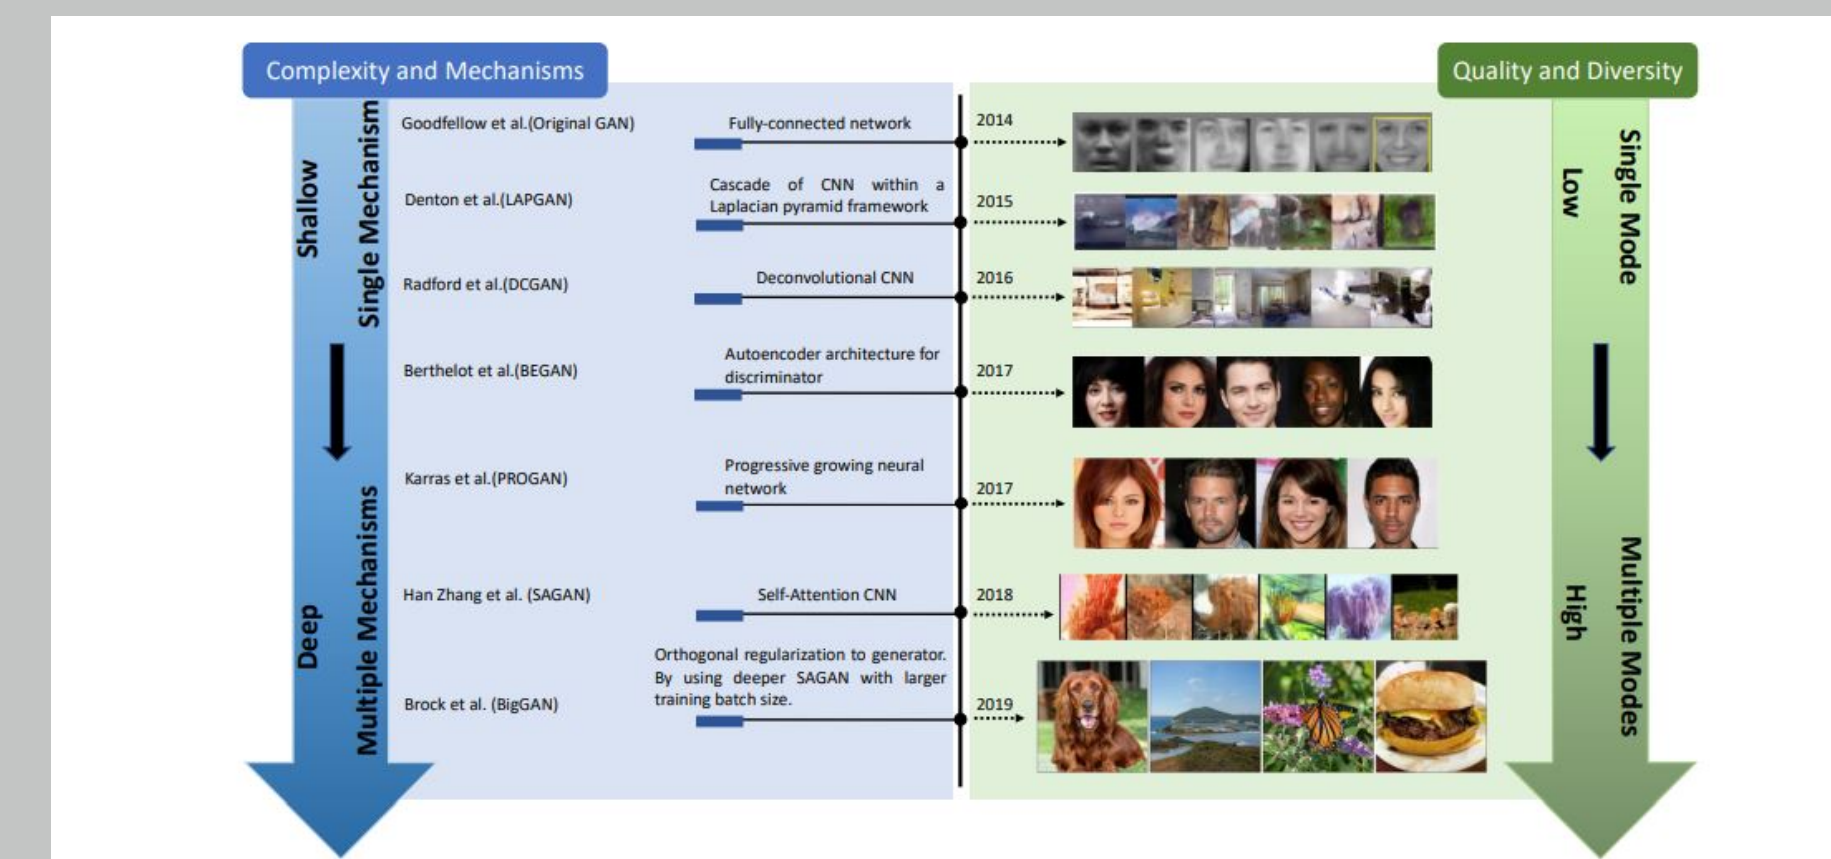 Complexity and Mechanisms
Quality and Diversity
Shallow
Single Mechanism
Deep
Multiple Mechanisms
Goodfellow et al.(Original GAN)
Fully-connected network
2014
Denton et al.(LAPGAN)
Cascade of CNN within a
Laplacian pyramid framework
2015
Radford et al.(DCGAN)
Deconvolutional CNN
2016
Berthelot et al.(BEGAN)
Autoencoder architecture for
discriminator
2017
Karras et al.(PROGAN)
Progressive growing neural
network
2017
Han Zhang et al. (SAGAN)
Self-Attention CNN
2018
Brock et al. (BigGAN)
Orthogonal regularization to generator.
By using deeper SAGAN with larger
training batch size.
2019
Low
Single Mode
High
Multiple Modes